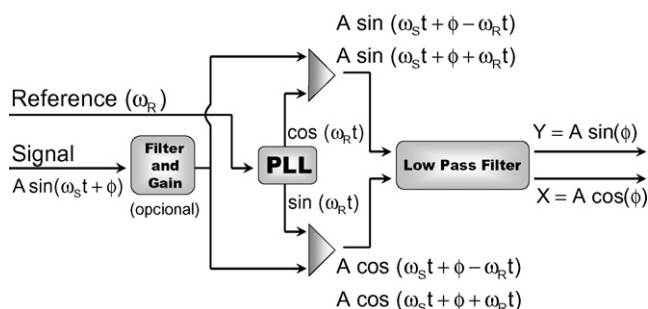 A sin (ωSt + ϕ − ωRt)
A sin (ωSt + ϕ + ωRt)
Reference (ωR)
cos (ωRt)
Y = A sin(ϕ)
Signal
Filter
and
Gain
PLL
Low Pass Filter
A sin(ωSt + ϕ)
(opcional)
sin (ωRt)
X = A cos(ϕ)
A cos (ωSt + ϕ − ωRt)
A cos (ωSt + ϕ + ωRt)